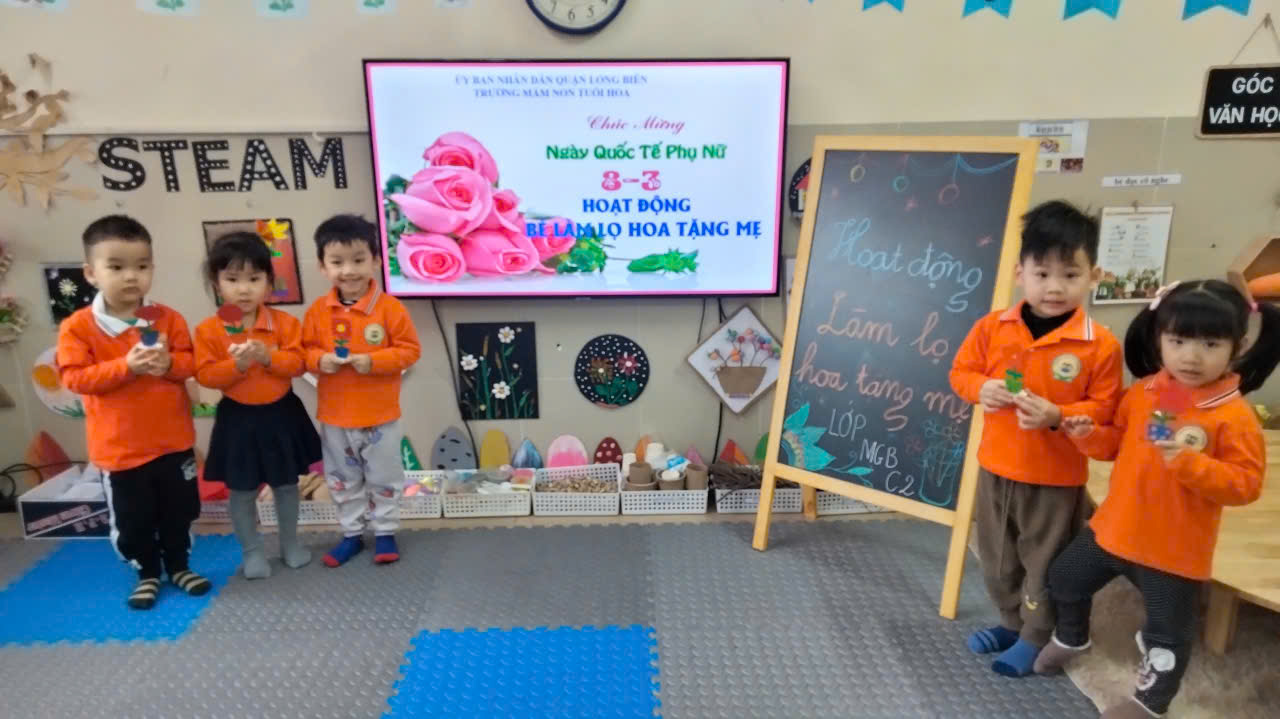 STEAM
ỦY BAN NHÂN DÂN QUẬN LONG BIÊN
TRƯỜNG MẦM NON TUỔI HOA
Chúc Mừng
Ngày Quốc Tế Phụ Nữ
8-3
HOẠT ĐỘNG
BÉ LÀM LỌ HOA TẶNG MẸ
Hoạt động
Làm lọ
hoa tặng mẹ
LỚP
MGB
C2
GÓC
VĂN HỌC